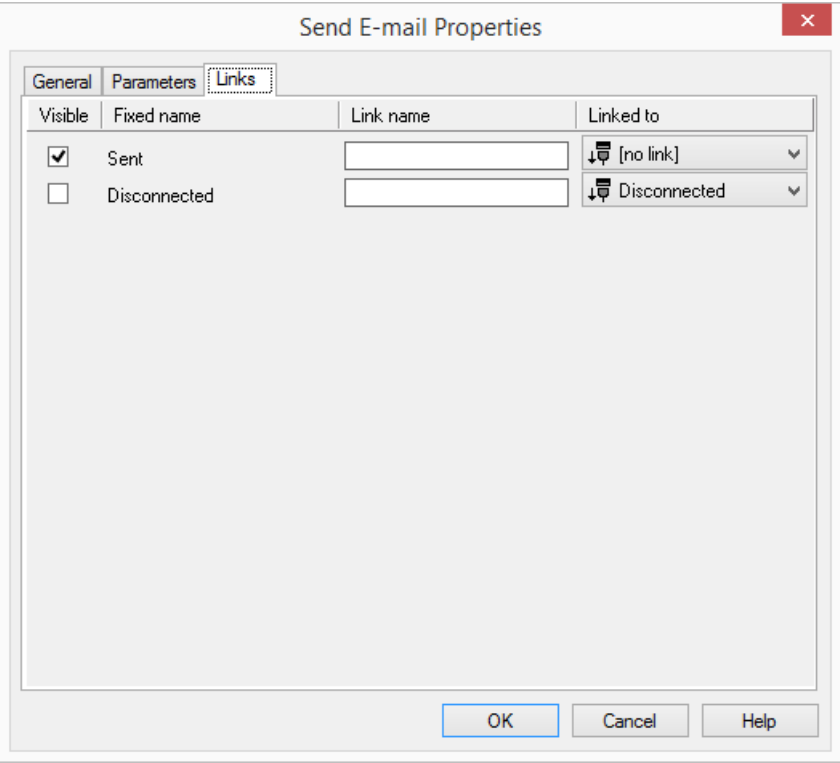 Send E-mail Properties
General Parameters Links
Visible Fixed name Link name Linked to
Sent [no link]
Disconnected Disconnected
OK Cancel Help